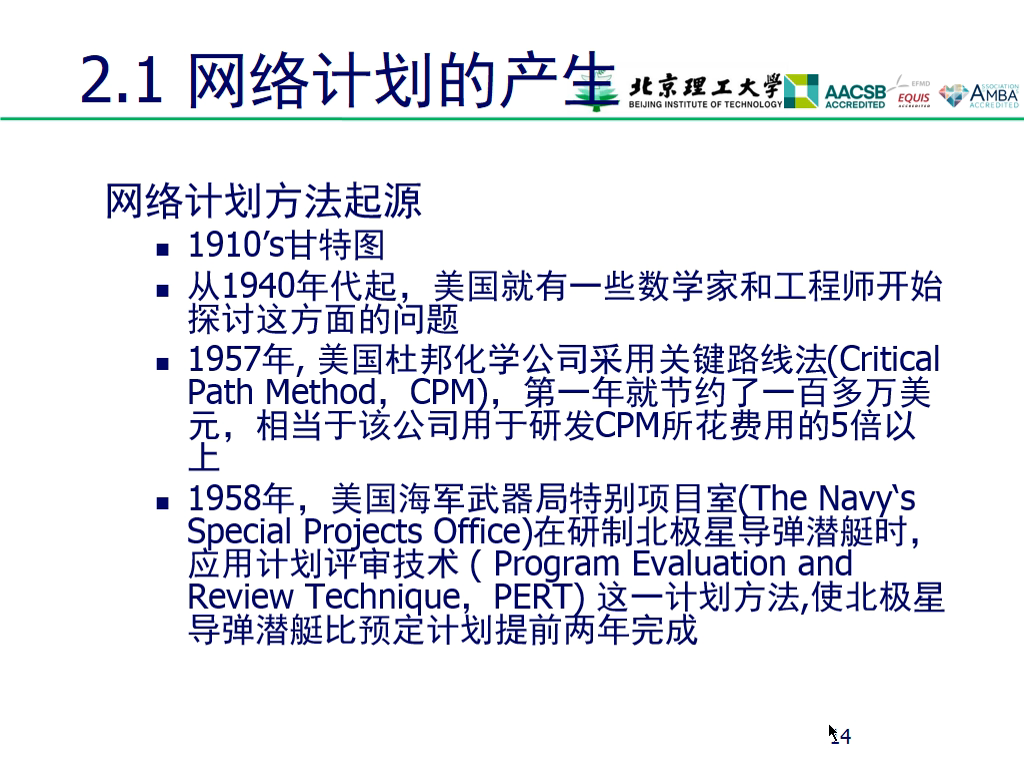 2.1 网络计划的产生
北京理工大学
BEIJING INSTITUTE OF TECHNOLOGY
AACSB
ACCREDITED
EFMD
EQUIS
ACCREDITED
ASSOCIATION
AMBA
ACCREDITED
网络计划方法起源
■ 1910’s甘特图
■ 从1940年代起，美国就有一些数学家和工程师开始
探讨这方面的问题
■ 1957年, 美国杜邦化学公司采用关键路线法(Critical
Path Method，CPM)，第一年就节约了一百多万美
元，相当于该公司用于研发CPM所花费用的5倍以
上
■ 1958年，美国海军武器局特别项目室(The Navy‘s
Special Projects Office)在研制北极星导弹潜艇时，
应用计划评审技术 ( Program Evaluation and
Review Technique，PERT) 这一计划方法,使北极星
导弹潜艇比预定计划提前两年完成
14